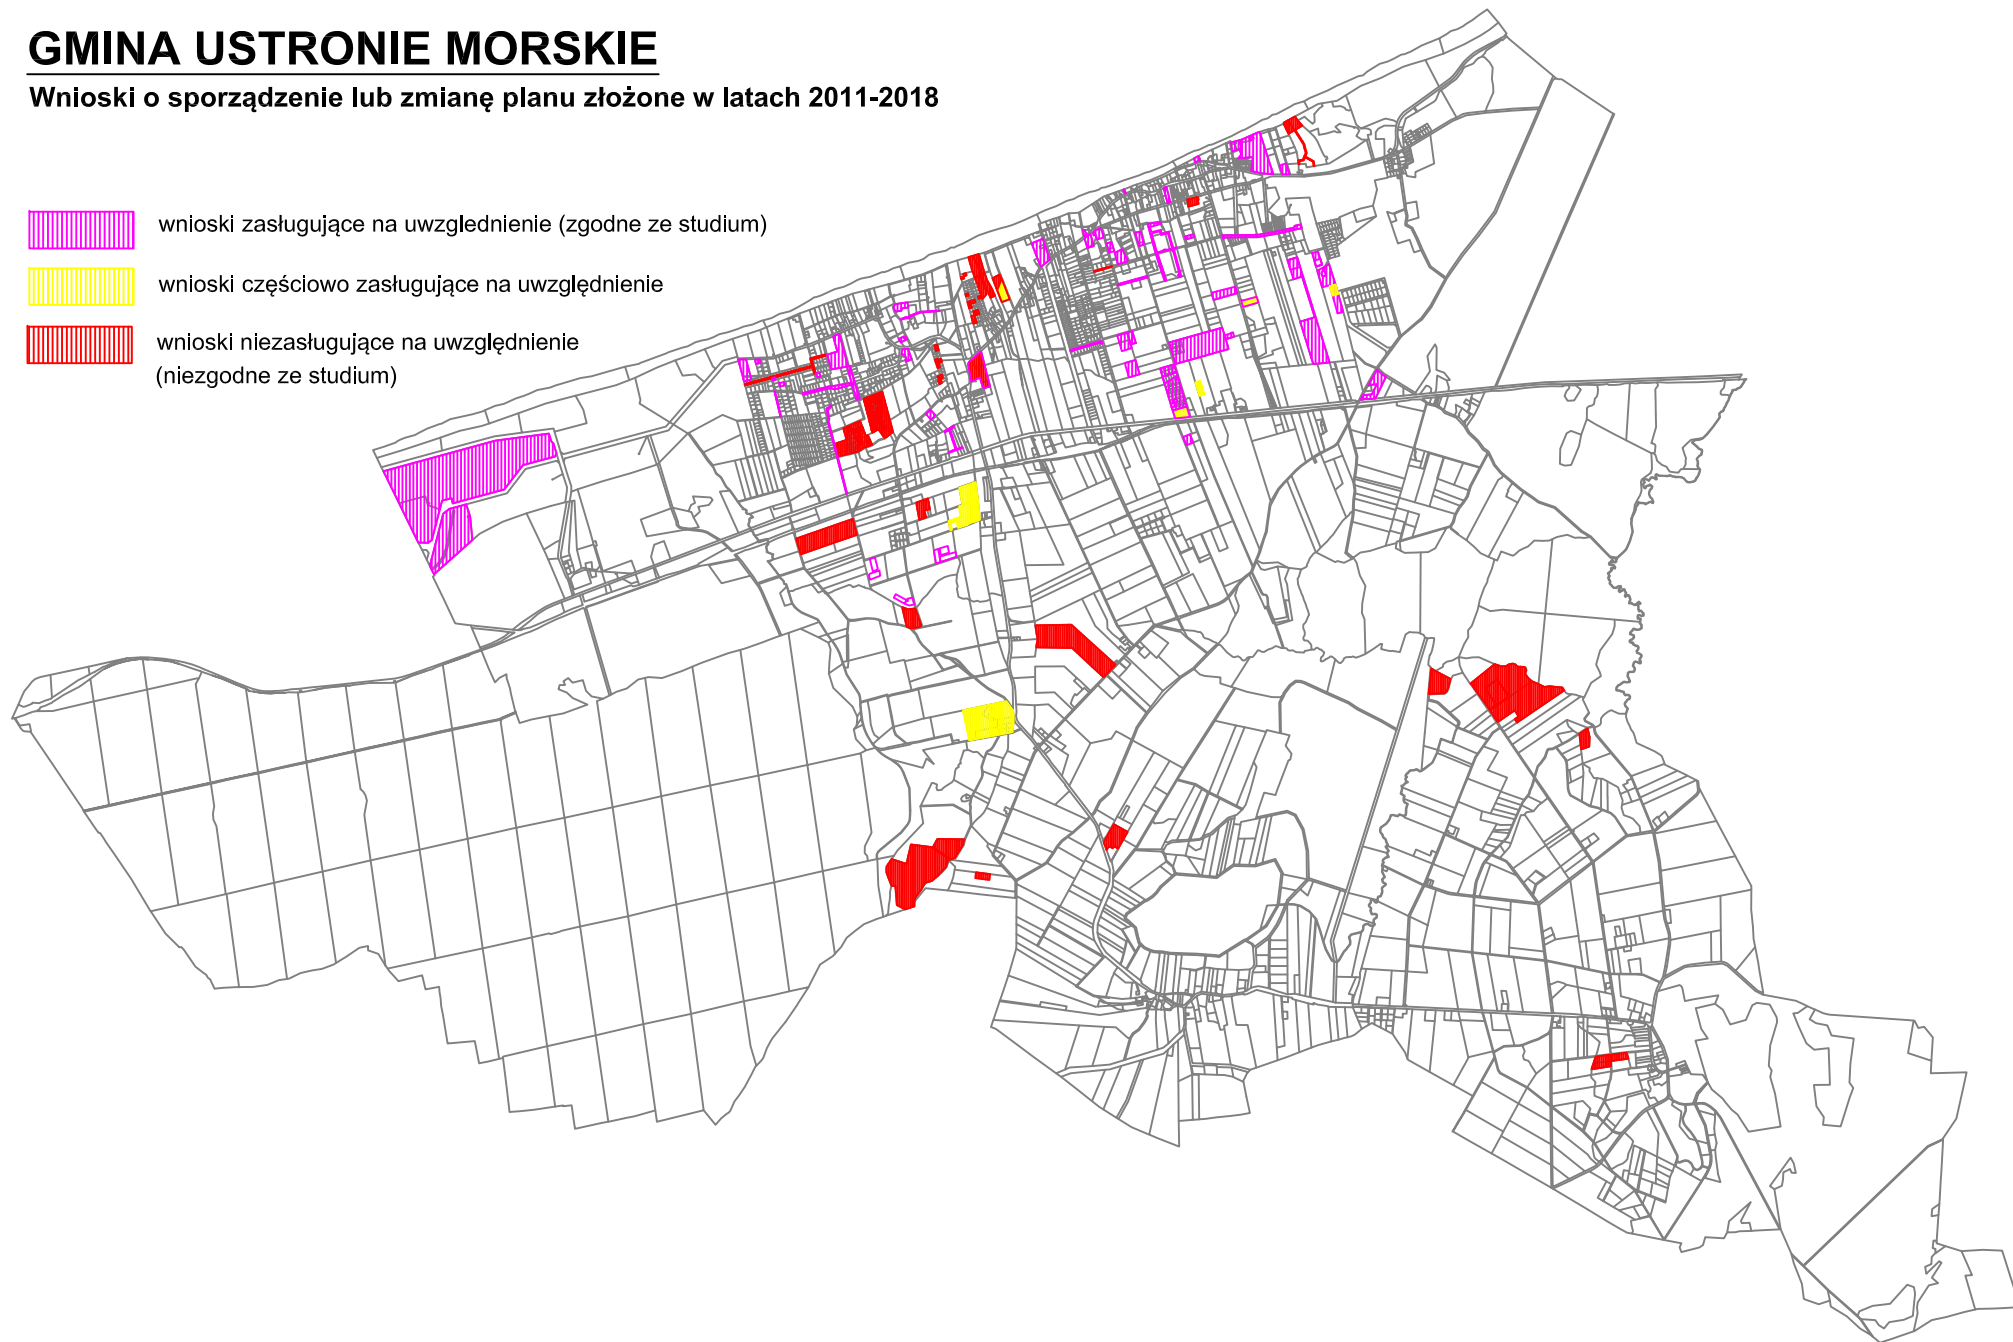 GMINA USTRONIE MORSKIE
Wnioski o sporządzenie lub zmianę planu złożone w latach 2011-2018
wnioski zasługujące na uwzglednienie (zgodne ze studium)
wnioski częściowo zasługujące na uwzględnienie
wnioski niezasługujące na uwzględnienie
(niezgodne ze studium)